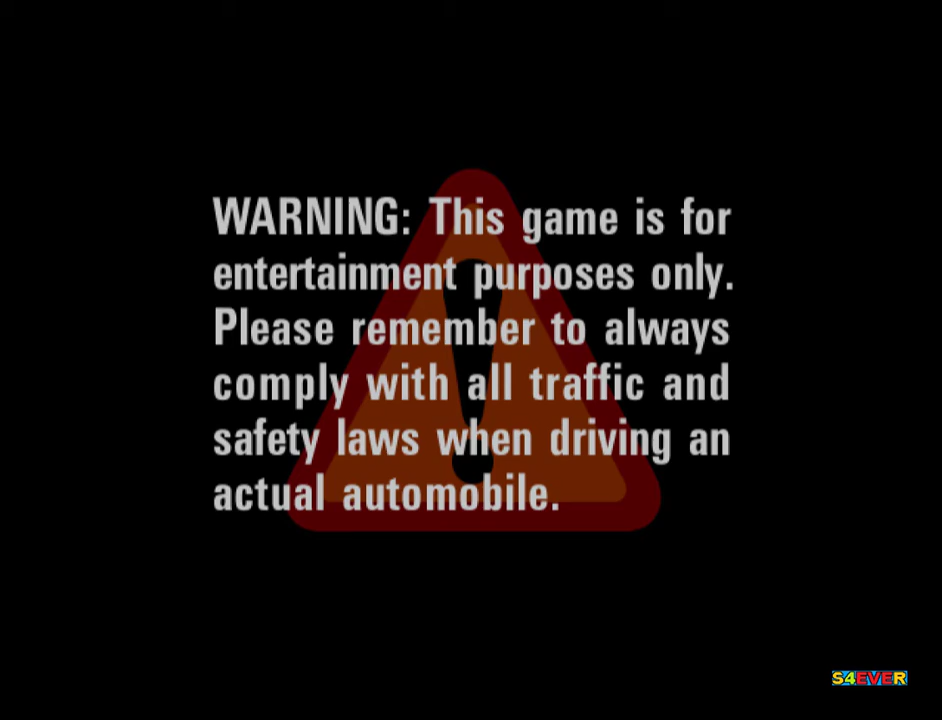 WARNING: This game is for
entertainment purposes only.
Please remember to always
comply with all traffic and
safety laws when driving an
actual automobile.
S4EVER